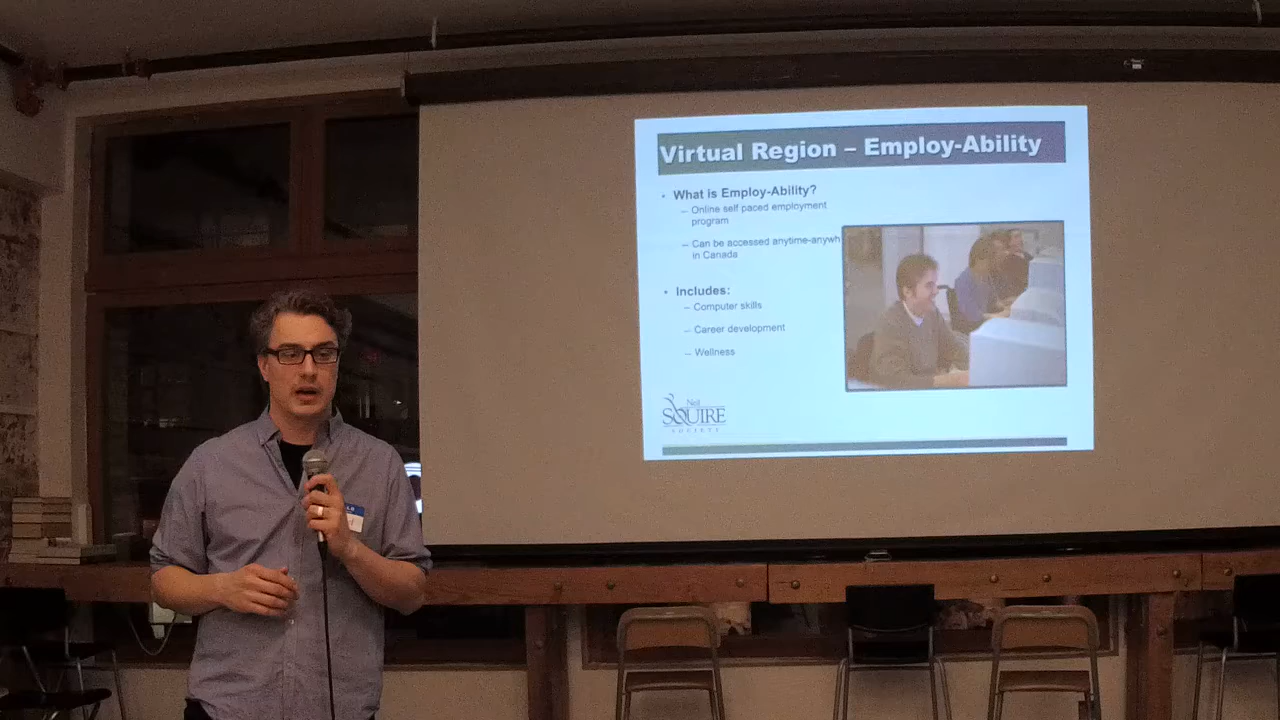 Virtual Region – Employ-Ability
• What is Employ-Ability?
– Online self paced employment
program
– Can be accessed anytime-anywh
in Canada
• Includes:
– Computer skills
– Career development
– Wellness
Neil
SQUIRE
SOCIETY